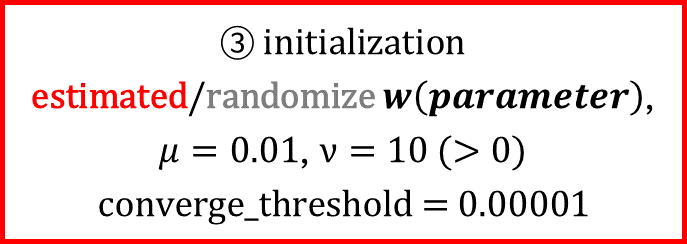 ③ initialization
estimated/randomize w(parameter),
μ = 0.01, ν = 10 (> 0)
converge_threshold = 0.00001